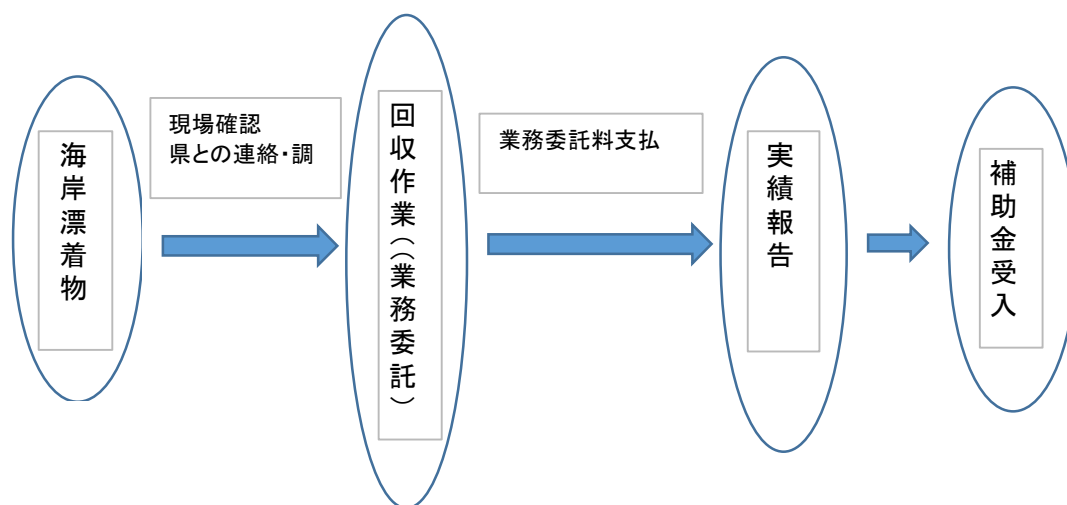 海岸漂着物
現場確認
県との連絡・調
回収作業(（業務委託）
業務委託料支払
実績報告
補助金受入